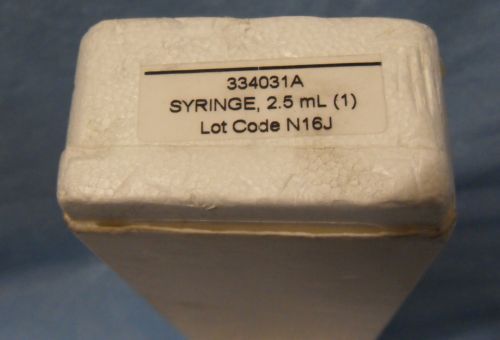 334031A
SYRINGE, 2.5 mL (1)
Lot Code N16J